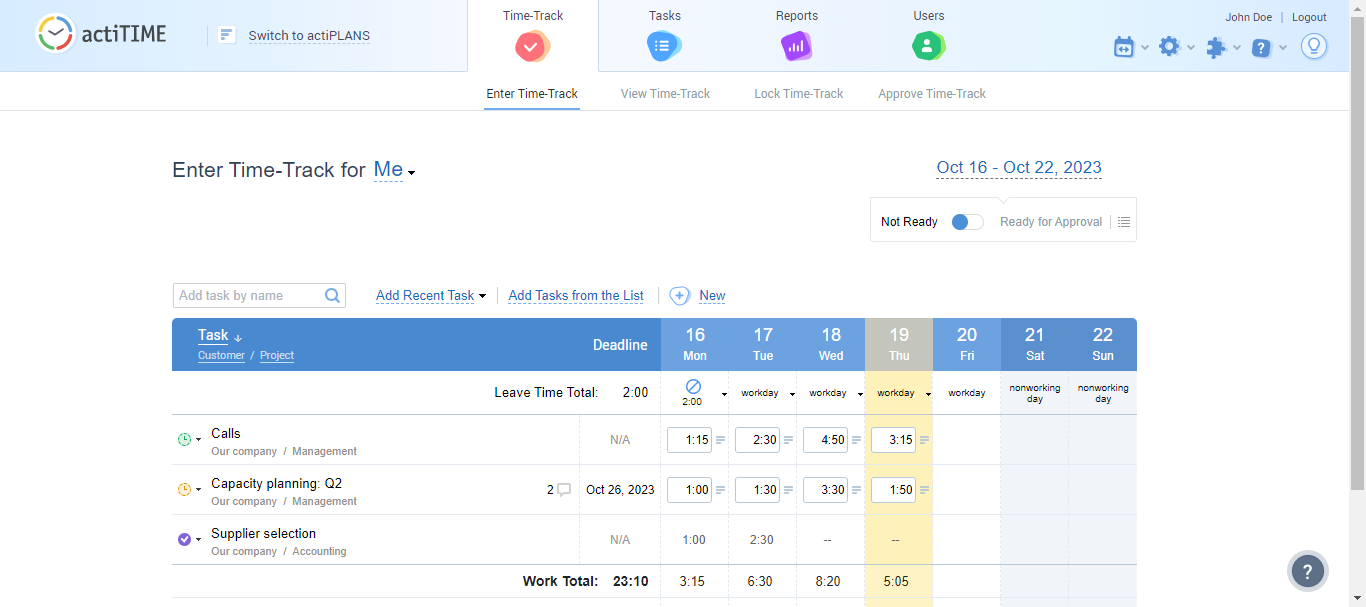 actiTIME
Switch to actiPLANS
Time-Track
Tasks
Reports
Users
John Doe | Logout
Enter Time-Track
View Time-Track
Lock Time-Track
Approve Time-Track
Enter Time-Track for Me
Oct 16 - Oct 22, 2023
Not Ready
Ready for Approval
Add task by name
Add Recent Task
Add Tasks from the List
New
Task
Customer / Project
Deadline
16 Mon
17 Tue
18 Wed
19 Thu
20 Fri
21 Sat
22 Sun
Leave Time Total: 2:00
2:00
workday
workday
workday
workday
nonworking day
nonworking day
Calls
Our company / Management
N/A
1:15
2:30
4:50
3:15
Capacity planning: Q2
Our company / Management
2
Oct 26, 2023
1:00
1:30
3:30
1:50
Supplier selection
Our company / Accounting
N/A
1:00
2:30
--
--
Work Total: 23:10
3:15
6:30
8:20
5:05
?